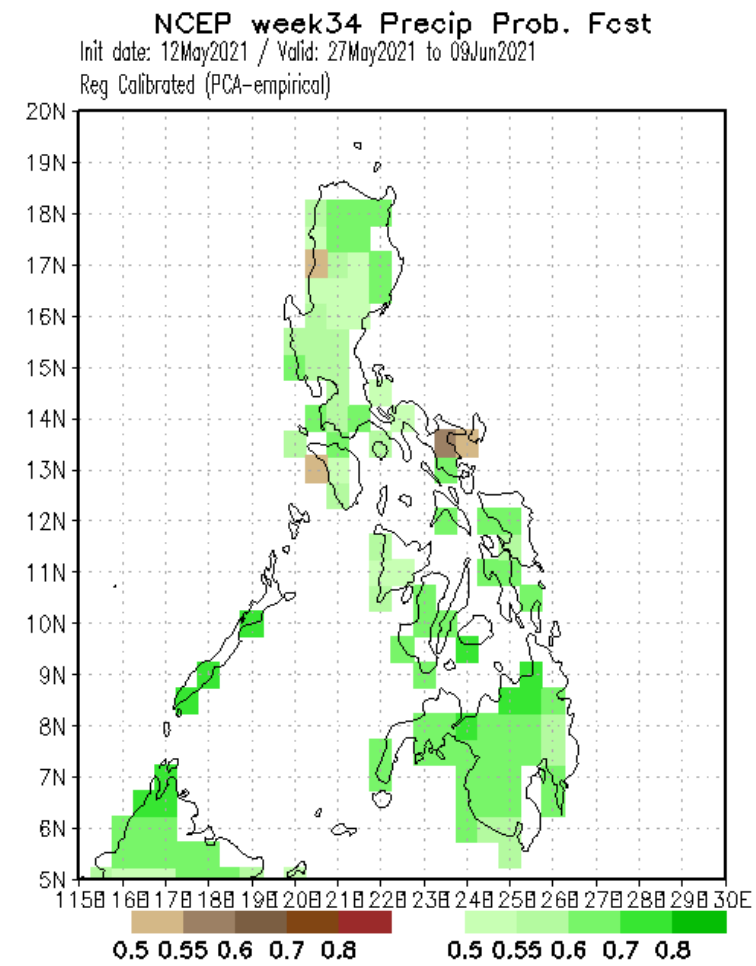 NCEP week34 Precip Prob. Fcst
Init date: 12May2021 / Valid: 27May2021 to 09Jun2021
Reg Calibrated (PCA-empirical)
20N
19N
18N
17N
16N
15N
14N
13N
12N
11N
10N
9N
8N
7N
6N
5N
115E 116E 117E 118E 119E 120E 121E 122E 123E 124E 125E 126E 127E 128E 129E 130E
0.5 0.55 0.6 0.7 0.8 0.5 0.55 0.6 0.7 0.8